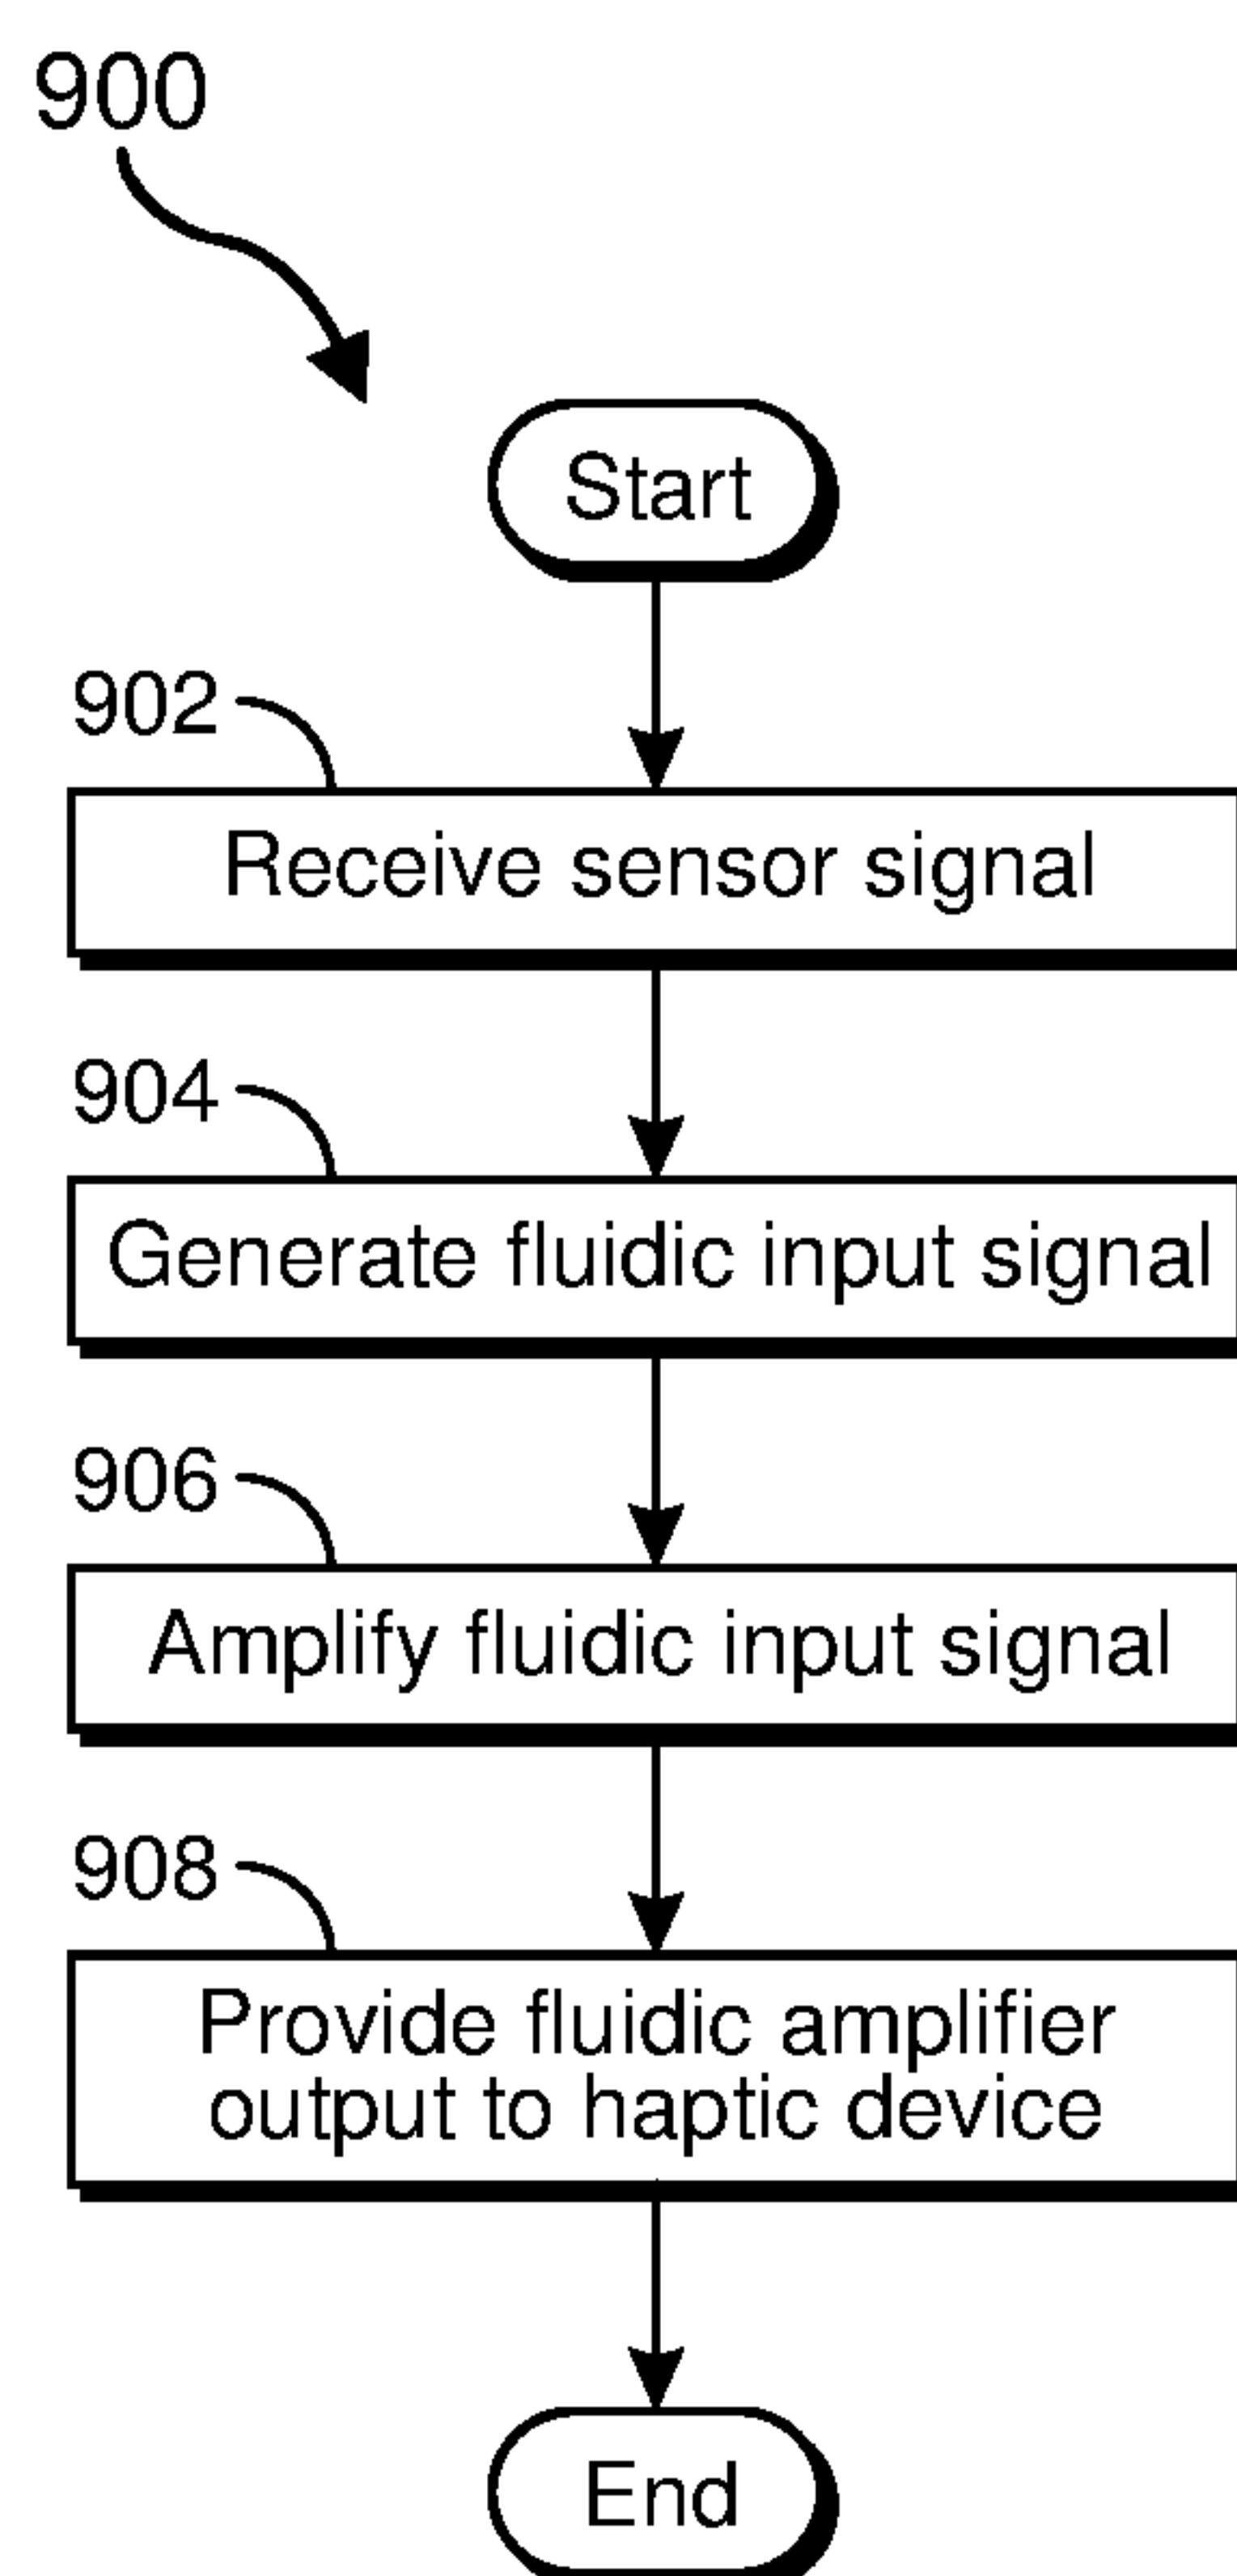 900
Start
902
Receive sensor signal
904
Generate fluidic input signal
906
Amplify fluidic input signal
908
Provide fluidic amplifier
output to haptic device
End